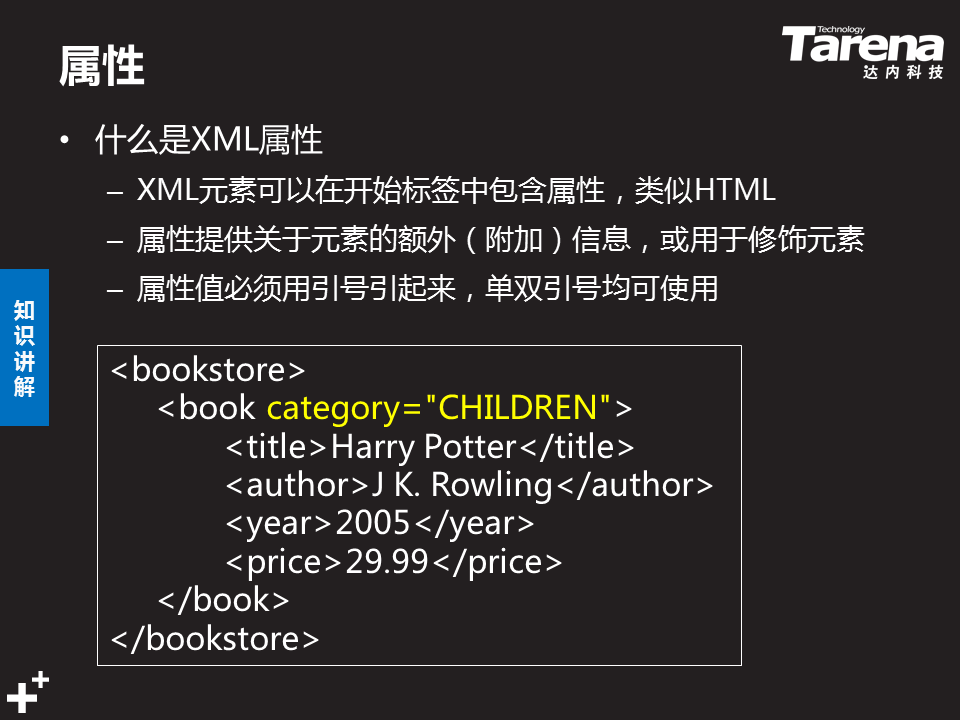 属性
Technology
Tarena
达内科技
• 什么是XML属性
– XML元素可以在开始标签中包含属性，类似HTML
– 属性提供关于元素的额外（附加）信息，或用于修饰元素
– 属性值必须用引号引起来，单双引号均可使用
知识讲解
<bookstore>
<book category="CHILDREN">
<title>Harry Potter</title>
<author>J K. Rowling</author>
<year>2005</year>
<price>29.99</price>
</book>
</bookstore>